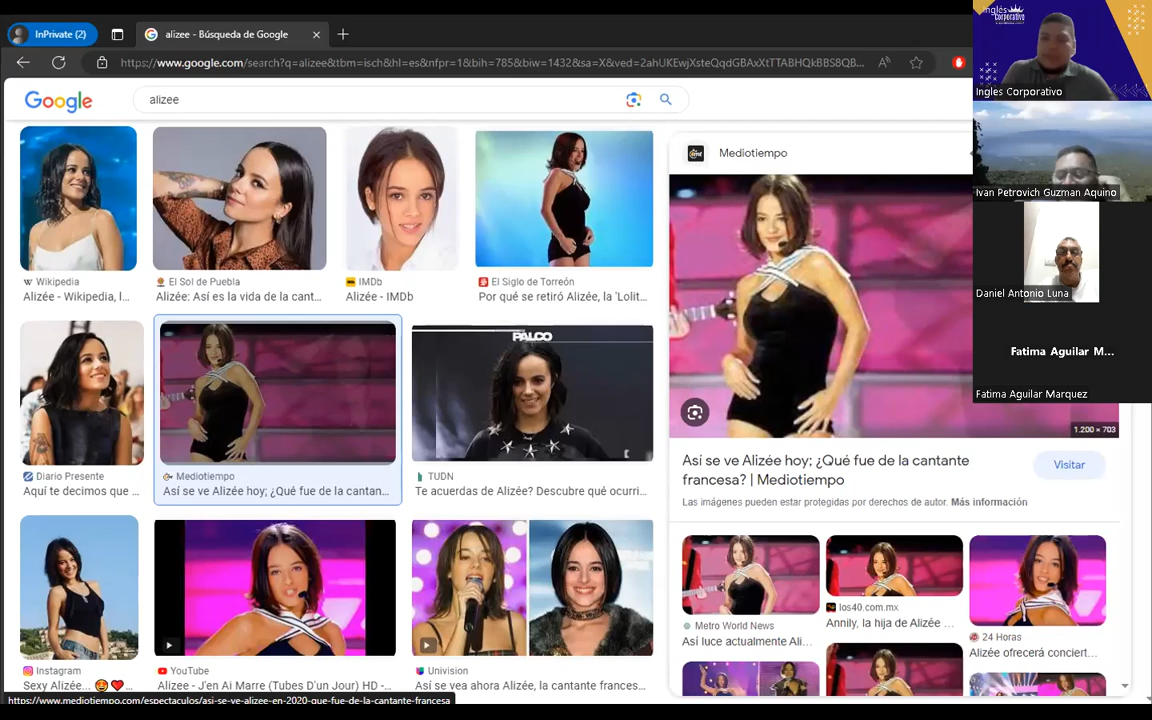 InPrivate (2)
alizee - Búsqueda de Google
https://www.google.com/search?q=alizee&tbm=isch&hl=es&nfpr=1&bih=785&biw=1432&sa=X&ved=2ahUKEwjXsteQqdGBAxXtTTABHQkBBS8QB...
Google
alizee
Wikipedia
Alizée - Wikipedia, l...
El Sol de Puebla
Alizée: Así es la vida de la cant...
IMDb
Alizée - IMDb
El Siglo de Torreón
Por qué se retiró Alizée, la 'Lolit...
Diario Presente
Aquí te decimos que ...
Mediotiempo
Así se ve Alizée hoy; ¿Qué fue de la cantan...
PALCO
TUDN
Te acuerdas de Alizée? Descubre qué ocurri...
Instagram
Sexy Alizée... 😍❤️...
YouTube
Alizée - J'en Ai Marre (Tubes D'un Jour) HD -...
Univision
Así se vea ahora Alizée, la cantante frances...
https://www.mediotiempo.com/espectaculos/asi-se-ve-alizee-en-2020-que-fue-de-la-cantante-francesa
Mediotiempo
1.200 × 703
Así se ve Alizée hoy; ¿Qué fue de la cantante
francesa? | Mediotiempo
Visitar
Las imágenes pueden estar protegidas por derechos de autor. Más información
Metro World News
Así luce actualmente Ali...
los40.com.mx
Annily, la hija de Alizée ...
24 Horas
Alizée ofrecerá conciert...
Inglés
Corporativo
Ingles Corporativo
Ivan Petrovich Guzman Aquino
Daniel Antonio Luna
Fatima Aguilar M...
Fatima Aguilar Marquez